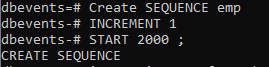 dbevents=# Create SEQUENCE emp
dbevents-# INCREMENT 1
dbevents-# START 2000 ;
CREATE SEQUENCE